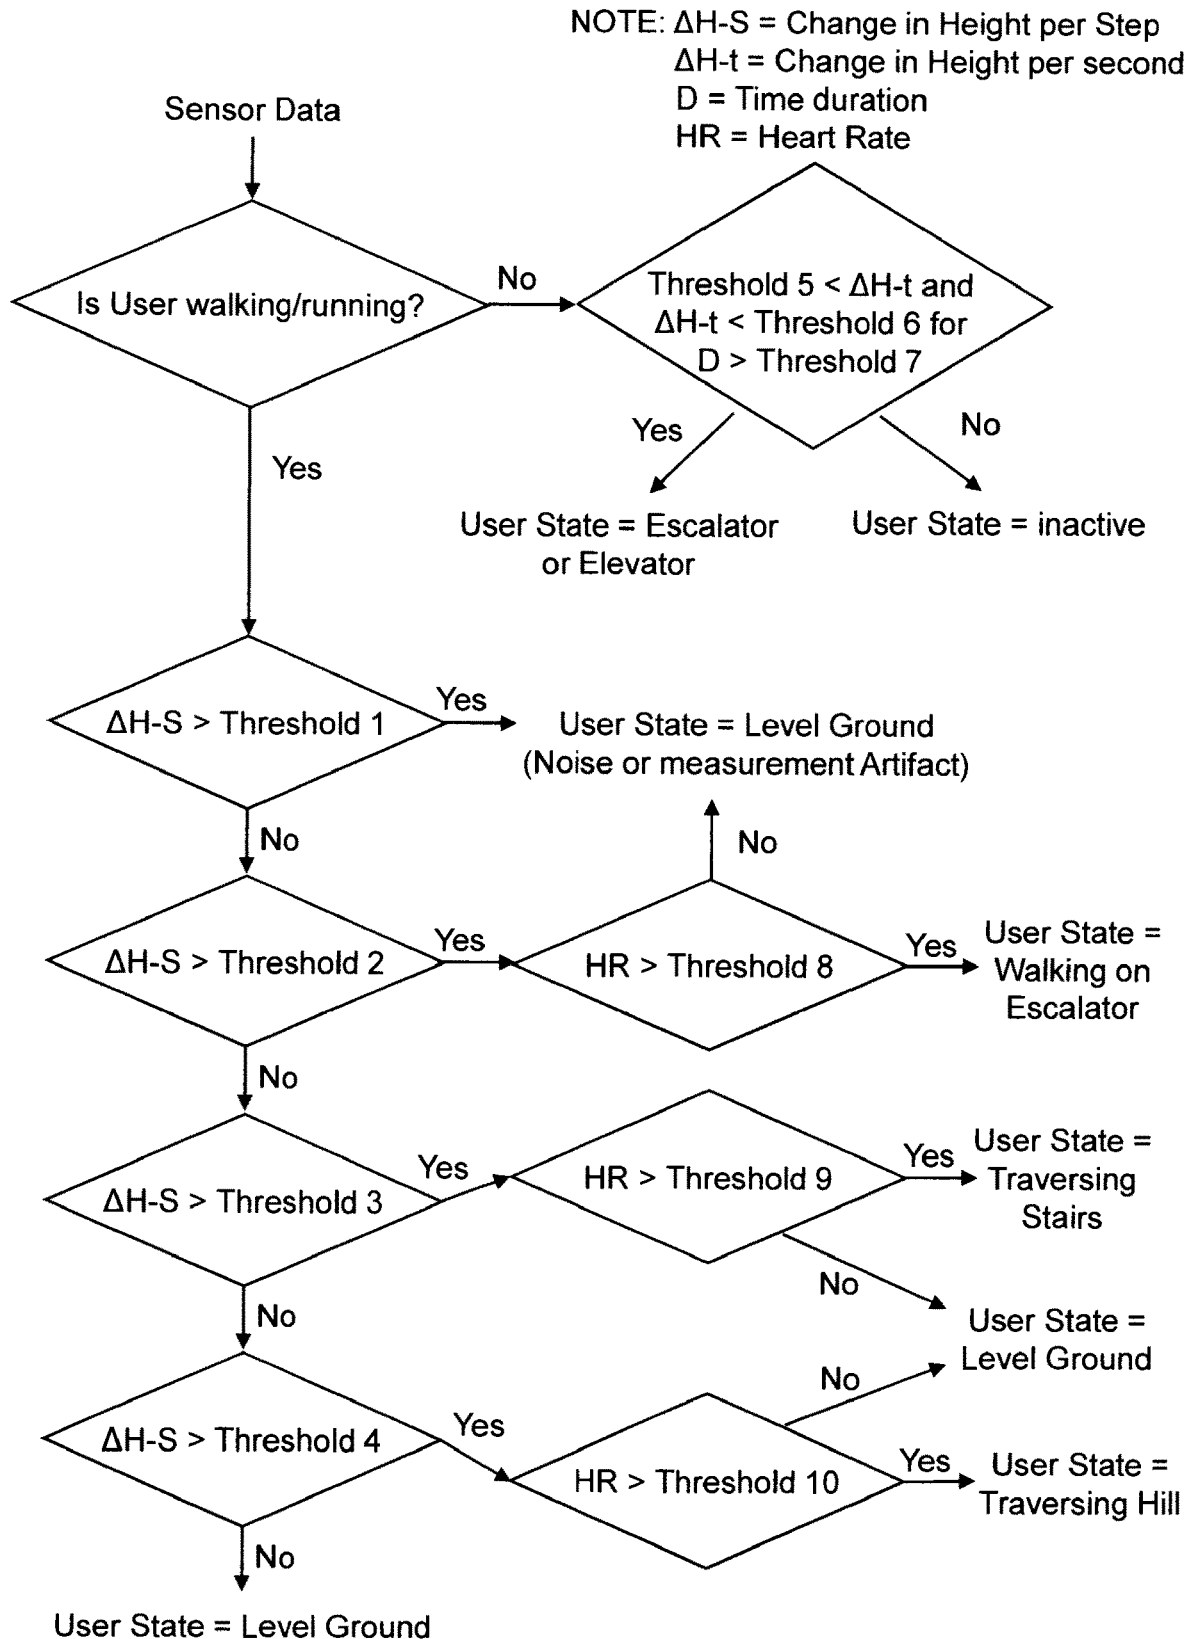 NOTE: ΔH-S = Change in Height per Step
ΔH-t = Change in Height per second
D = Time duration
HR = Heart Rate
Sensor Data
Is User walking/running?
No
Threshold 5 < ΔH-t and
ΔH-t < Threshold 6 for
D > Threshold 7
Yes
No
Yes
User State = Escalator
or Elevator
User State = inactive
ΔH-S > Threshold 1
Yes
User State = Level Ground
(Noise or measurement Artifact)
No
No
ΔH-S > Threshold 2
Yes
HR > Threshold 8
Yes
User State =
Walking on
Escalator
No
ΔH-S > Threshold 3
Yes
HR > Threshold 9
Yes
User State =
Traversing
Stairs
No
No
User State =
Level Ground
No
ΔH-S > Threshold 4
Yes
HR > Threshold 10
Yes
User State =
Traversing Hill
No
User State = Level Ground